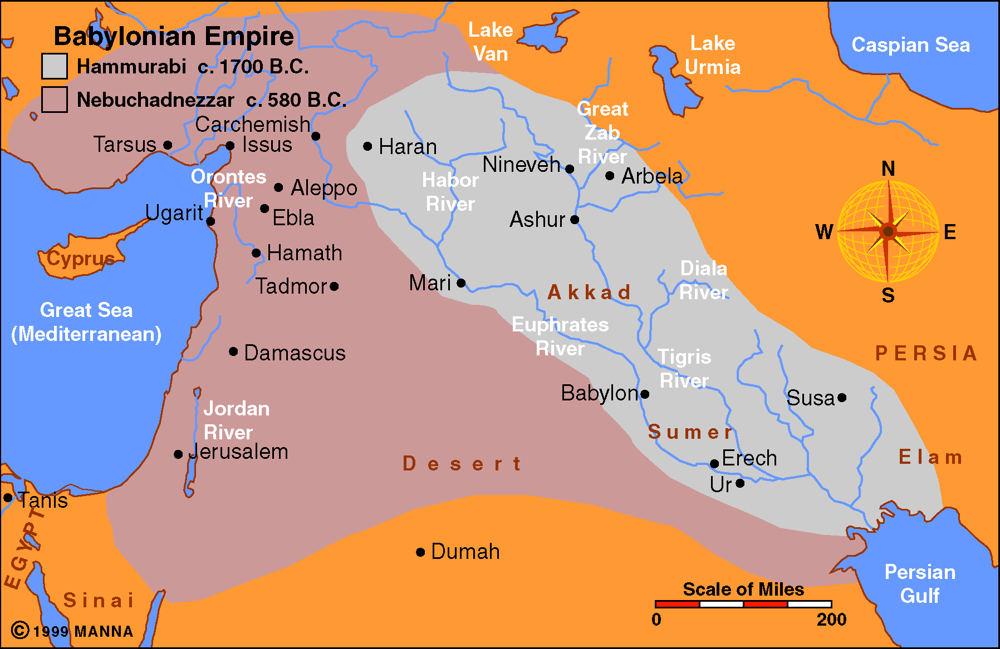 Babylonian Empire
Hammurabi c. 1700 B.C.
Nebuchadnezzar c. 580 B.C.
Lake
Van
Lake
Urmia
Caspian Sea
Great
Zab
River
Carchemish
Tarsus
Issus
Haran
Nineveh
Arbela
Orontes
River
Aleppo
Habor
River
Ugarit
Ebla
Ashur
N
W
E
S
Cyprus
Hamath
Diala
River
Tadmor
Mari
Akkad
Great Sea
(Mediterranean)
Euphrates
River
Damascus
Tigris
River
PERSIA
Babylon
Susa
Jordan
River
Sumer
Jerusalem
Desert
Erech
Elam
Ur
Tanis
EGYPT
Dumah
Persian
Gulf
Sinai
Scale of Miles
0 200
© 1999 MANNA